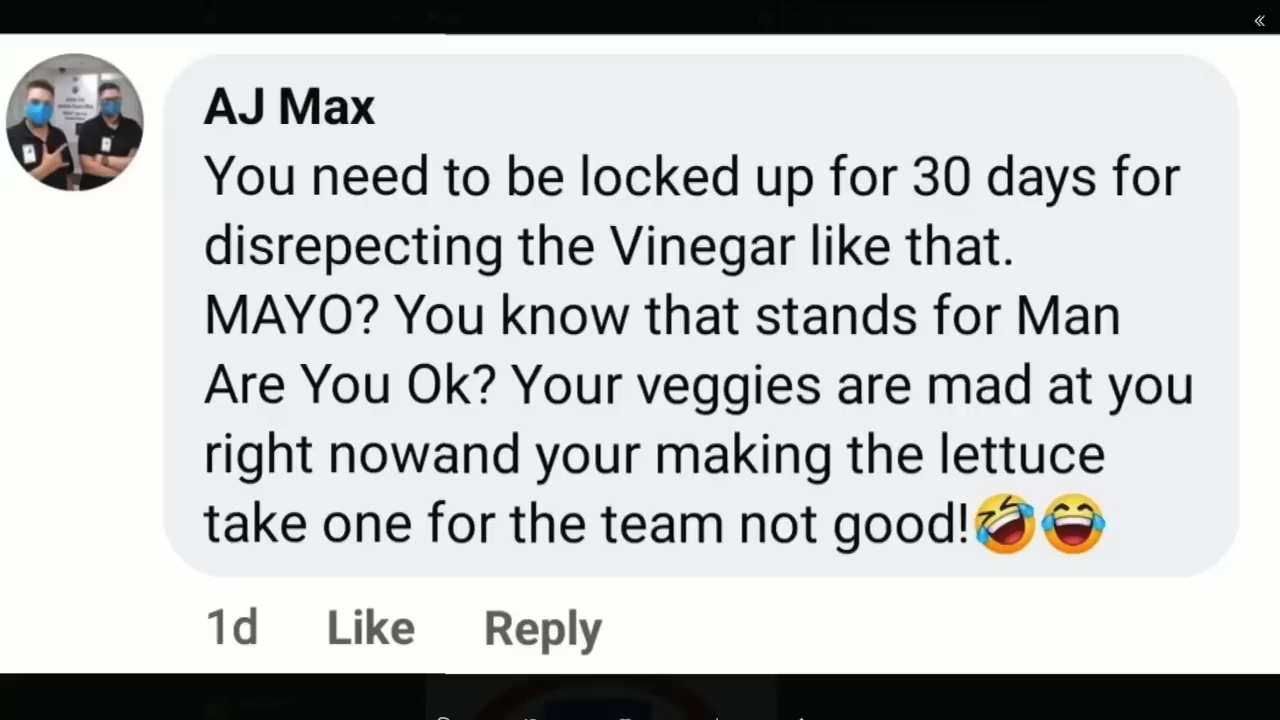 «
AJ Max
You need to be locked up for 30 days for
disrepecting the Vinegar like that.
MAYO? You know that stands for Man
Are You Ok? Your veggies are mad at you
right nowand your making the lettuce
take one for the team not good!🤣😂
1d Like Reply